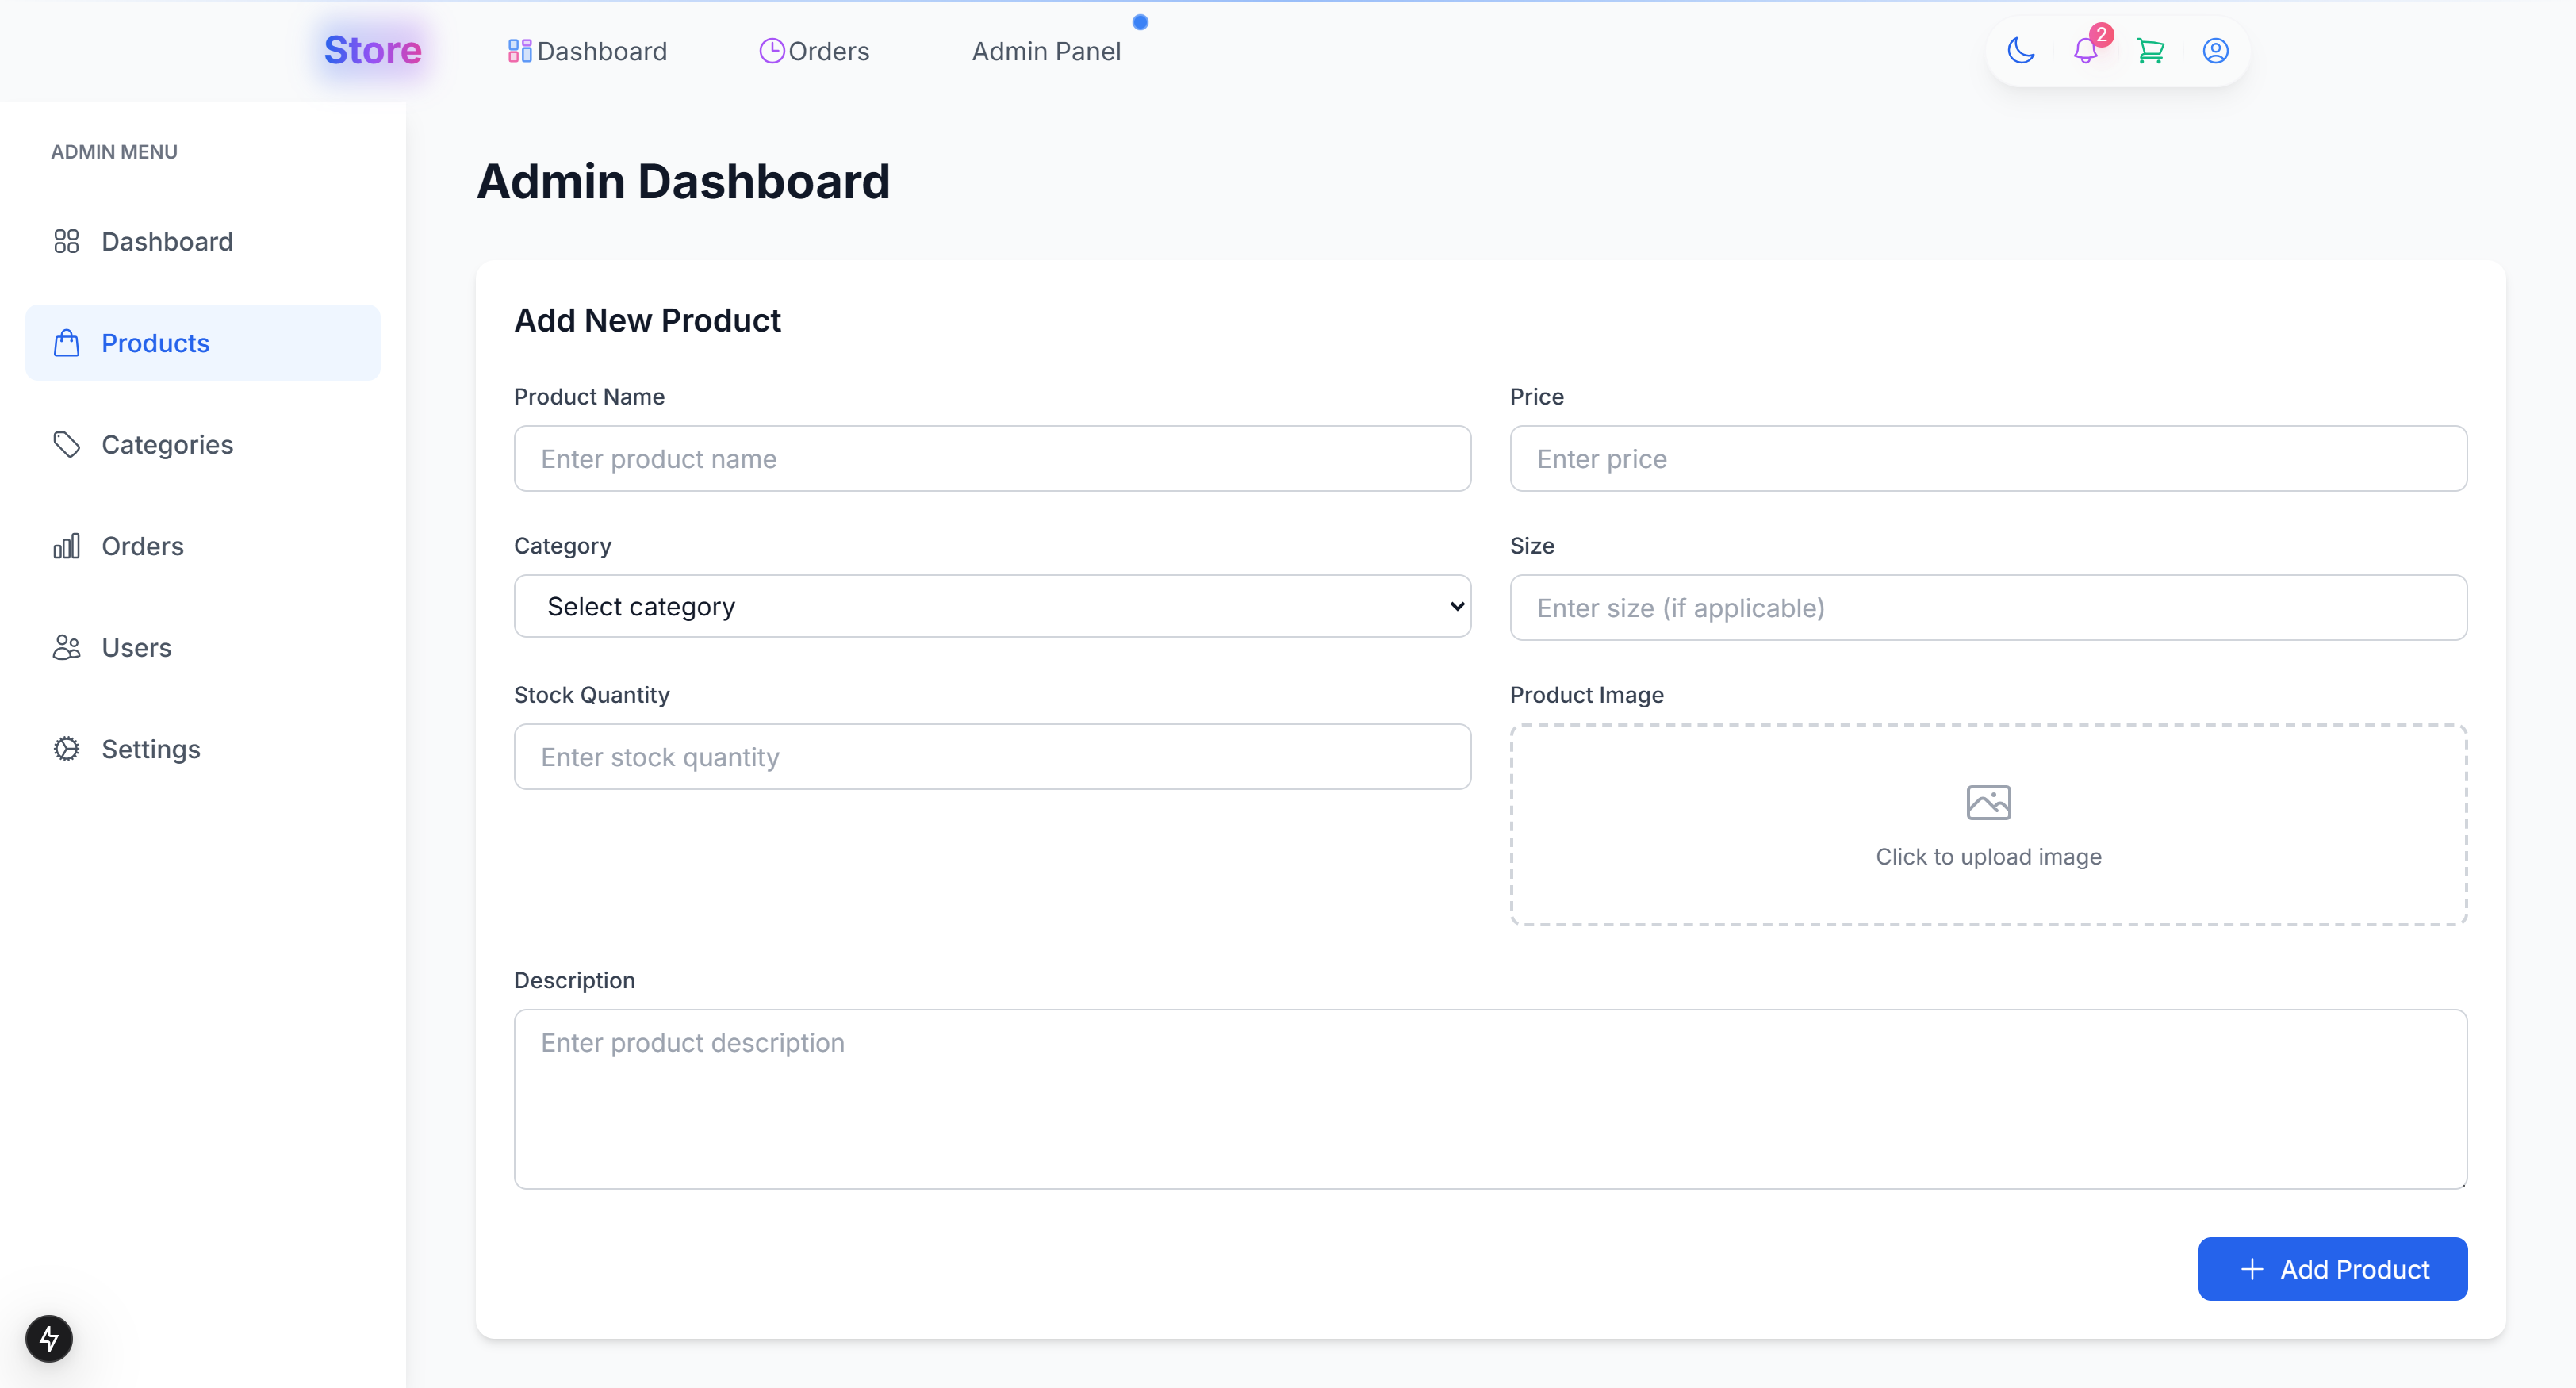 Store
Dashboard
Orders
Admin Panel
2
ADMIN MENU
Dashboard
Products
Categories
Orders
Users
Settings
Admin Dashboard
Add New Product
Product Name
Enter product name
Price
Enter price
Category
Select category
Size
Enter size (if applicable)
Stock Quantity
Enter stock quantity
Product Image
Click to upload image
Description
Enter product description
Add Product